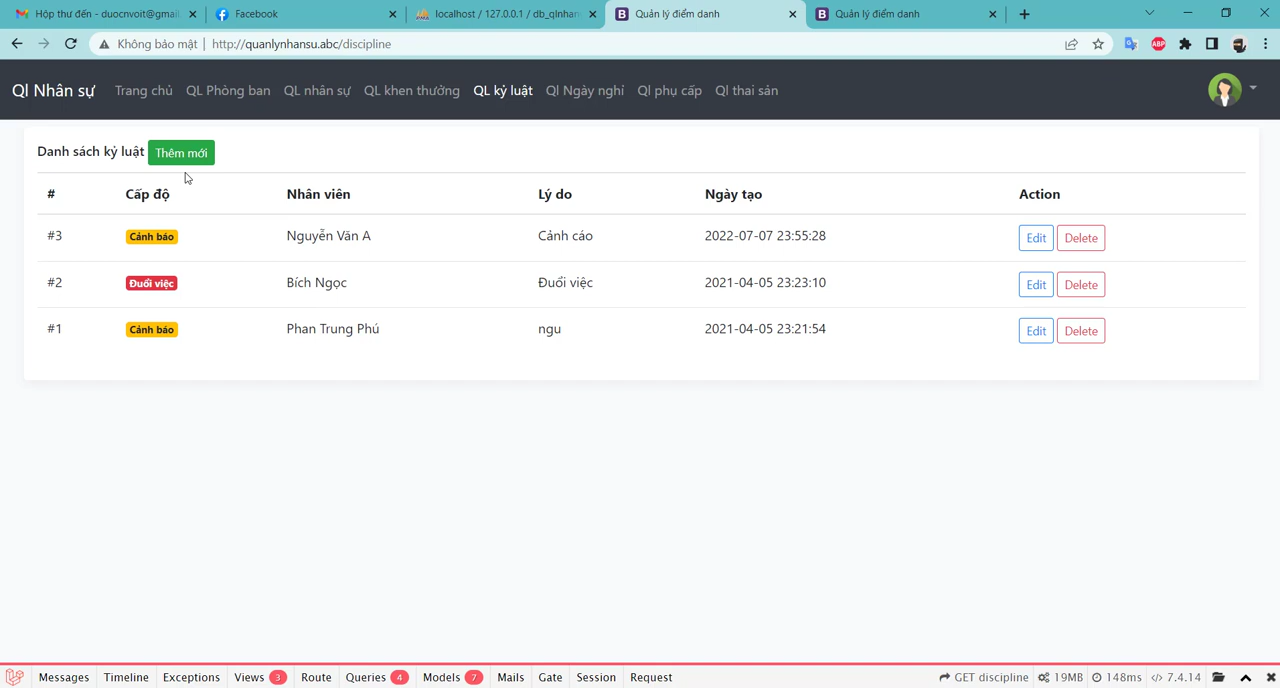 Hộp thư đến - duocnvoit@gmail
Facebook
localhost / 127.0.0.1 / db_qlnhan
Quản lý điểm danh
Quản lý điểm danh
Không bảo mật | http://quanlynhansu.abc/discipline
ABP
Ql Nhân sự
Trang chủ
QL Phòng ban
QL nhân sự
QL khen thưởng
QL kỷ luật
Ql Ngày nghỉ
Ql phụ cấp
Ql thai sản
Danh sách kỷ luật Thêm mới
# Cấp độ Nhân viên Lý do Ngày tạo Action
#3 Cảnh báo Nguyễn Văn A Cảnh cáo 2022-07-07 23:55:28 Edit Delete
#2 Đuổi việc Bích Ngọc Đuổi việc 2021-04-05 23:23:10 Edit Delete
#1 Cảnh báo Phan Trung Phú ngu 2021-04-05 23:21:54 Edit Delete
Messages Timeline Exceptions Views 3 Route Queries 4 Models 7 Mails Gate Session Request GET discipline 19MB 148ms 7.4.14